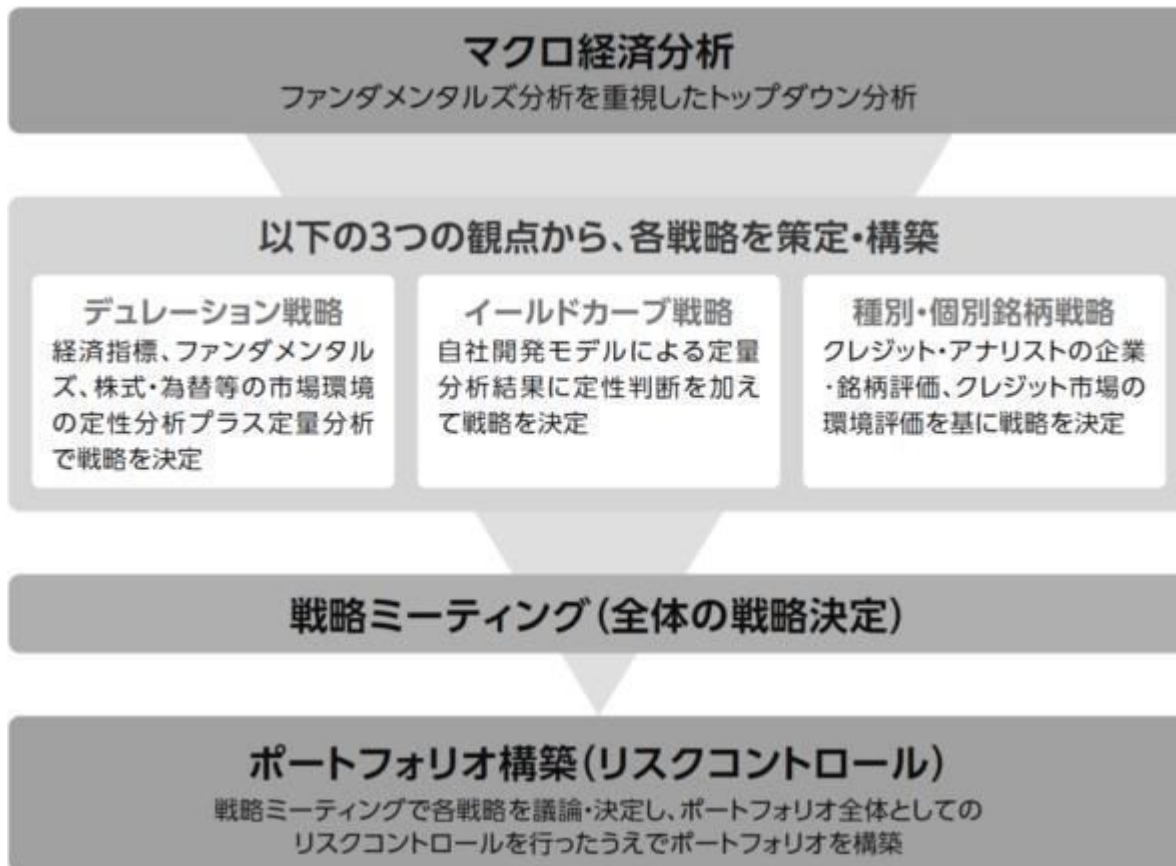 マクロ経済分析
ファンダメンタルズ分析を重視したトップダウン分析
以下の3つの観点から、各戦略を策定・構築
デュレーション戦略
経済指標、ファンダメンタル
ズ、株式・為替等の市場環境
の定性分析プラス定量分析
で戦略を決定
イールドカーブ戦略
自社開発モデルによる定量
分析結果に定性判断を加え
て戦略を決定
種別・個別銘柄戦略
クレジット・アナリストの企業
・銘柄評価、クレジット市場の
環境評価を基に戦略を決定
戦略ミーティング(全体の戦略決定)
ポートフォリオ構築(リスクコントロール)
戦略ミーティングで各戦略を議論・決定し、ポートフォリオ全体としての
リスクコントロールを行ったうえでポートフォリオを構築